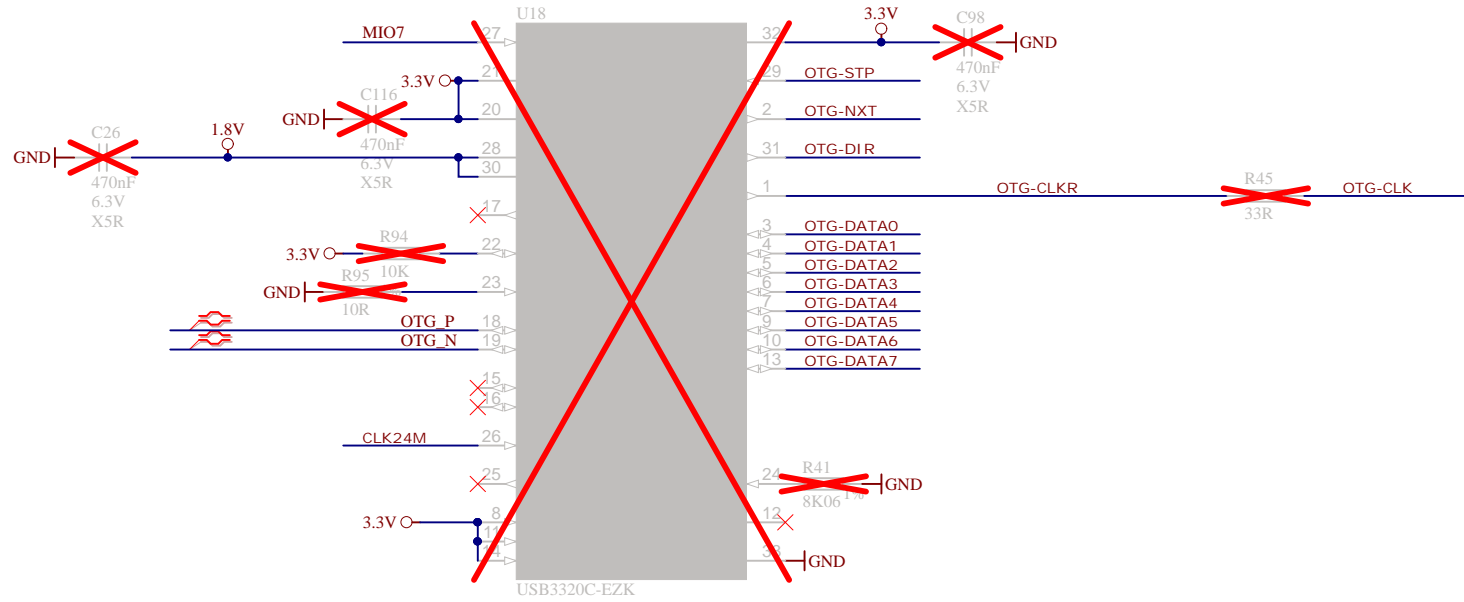 U18
MIO7
27
3.3V
21
C116
GND
20
470nF
6.3V
X5R
C26
1.8V
GND
28
30
470nF
6.3V
X5R
17
3.3V
R94
10K
22
GND
R95
10R
23
OTG_P
18
OTG_N
19
15
16
CLK24M
26
25
3.3V
8
11
14
USB3320C-EZK
32
3.3V
C98
GND
470nF
6.3V
X5R
29
OTG-STP
2
OTG-NXT
31
OTG-DIR
1
OTG-CLKR
R45
33R
OTG-CLK
3
OTG-DATA0
4
OTG-DATA1
5
OTG-DATA2
6
OTG-DATA3
7
OTG-DATA4
9
OTG-DATA5
10
OTG-DATA6
13
OTG-DATA7
24
R41
8K06
1%
GND
12
33
GND